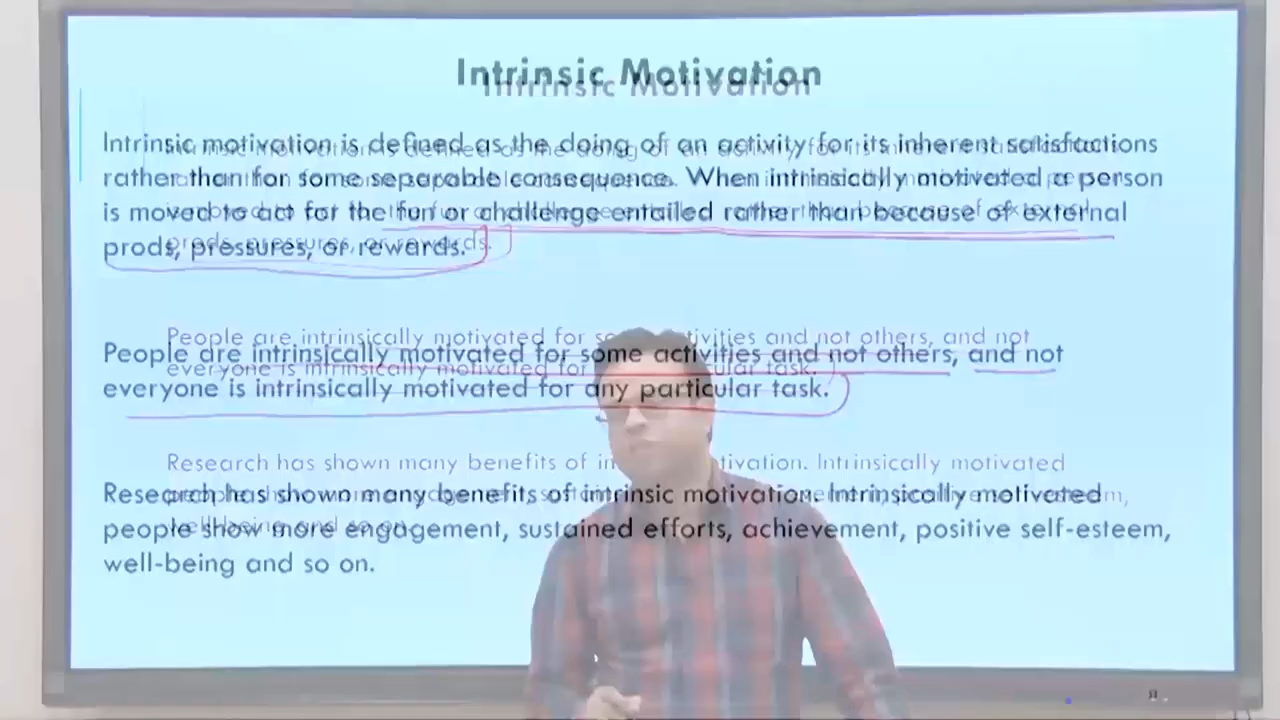 Intrinsic Motivation
Intrinsic motivation is defined as the doing of an activity for its inherent satisfactions
rather than for some separable consequence. When intrinsically motivated a person
is moved to act for the fun or challenge entailed rather than because of external
prods, pressures, or rewards.
People are intrinsically motivated for some activities and not others, and not
everyone is intrinsically motivated for any particular task.
Research has shown many benefits of intrinsic motivation. Intrinsically motivated
people show more engagement, sustained efforts, achievement, positive self-esteem,
well-being and so on.